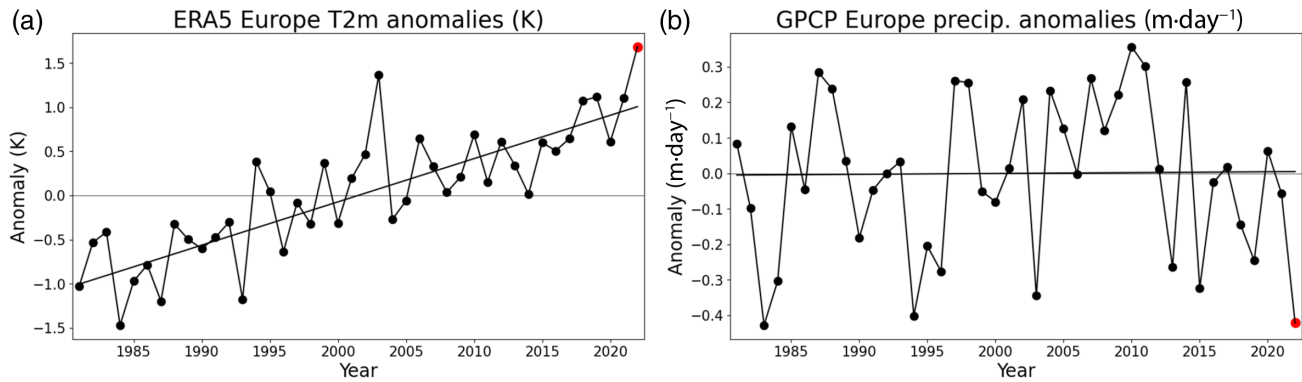 (a)
ERA5 Europe T2m anomalies (K)
1.5
1.0
0.5
0.0
−0.5
−1.0
−1.5
Anomaly (K)
1985 1990 1995 2000 2005 2010 2015 2020
Year
(b)
GPCP Europe precip. anomalies (m·day⁻¹)
0.3
0.2
0.1
0.0
−0.1
−0.2
−0.3
−0.4
Anomaly (m·day⁻¹)
1985 1990 1995 2000 2005 2010 2015 2020
Year